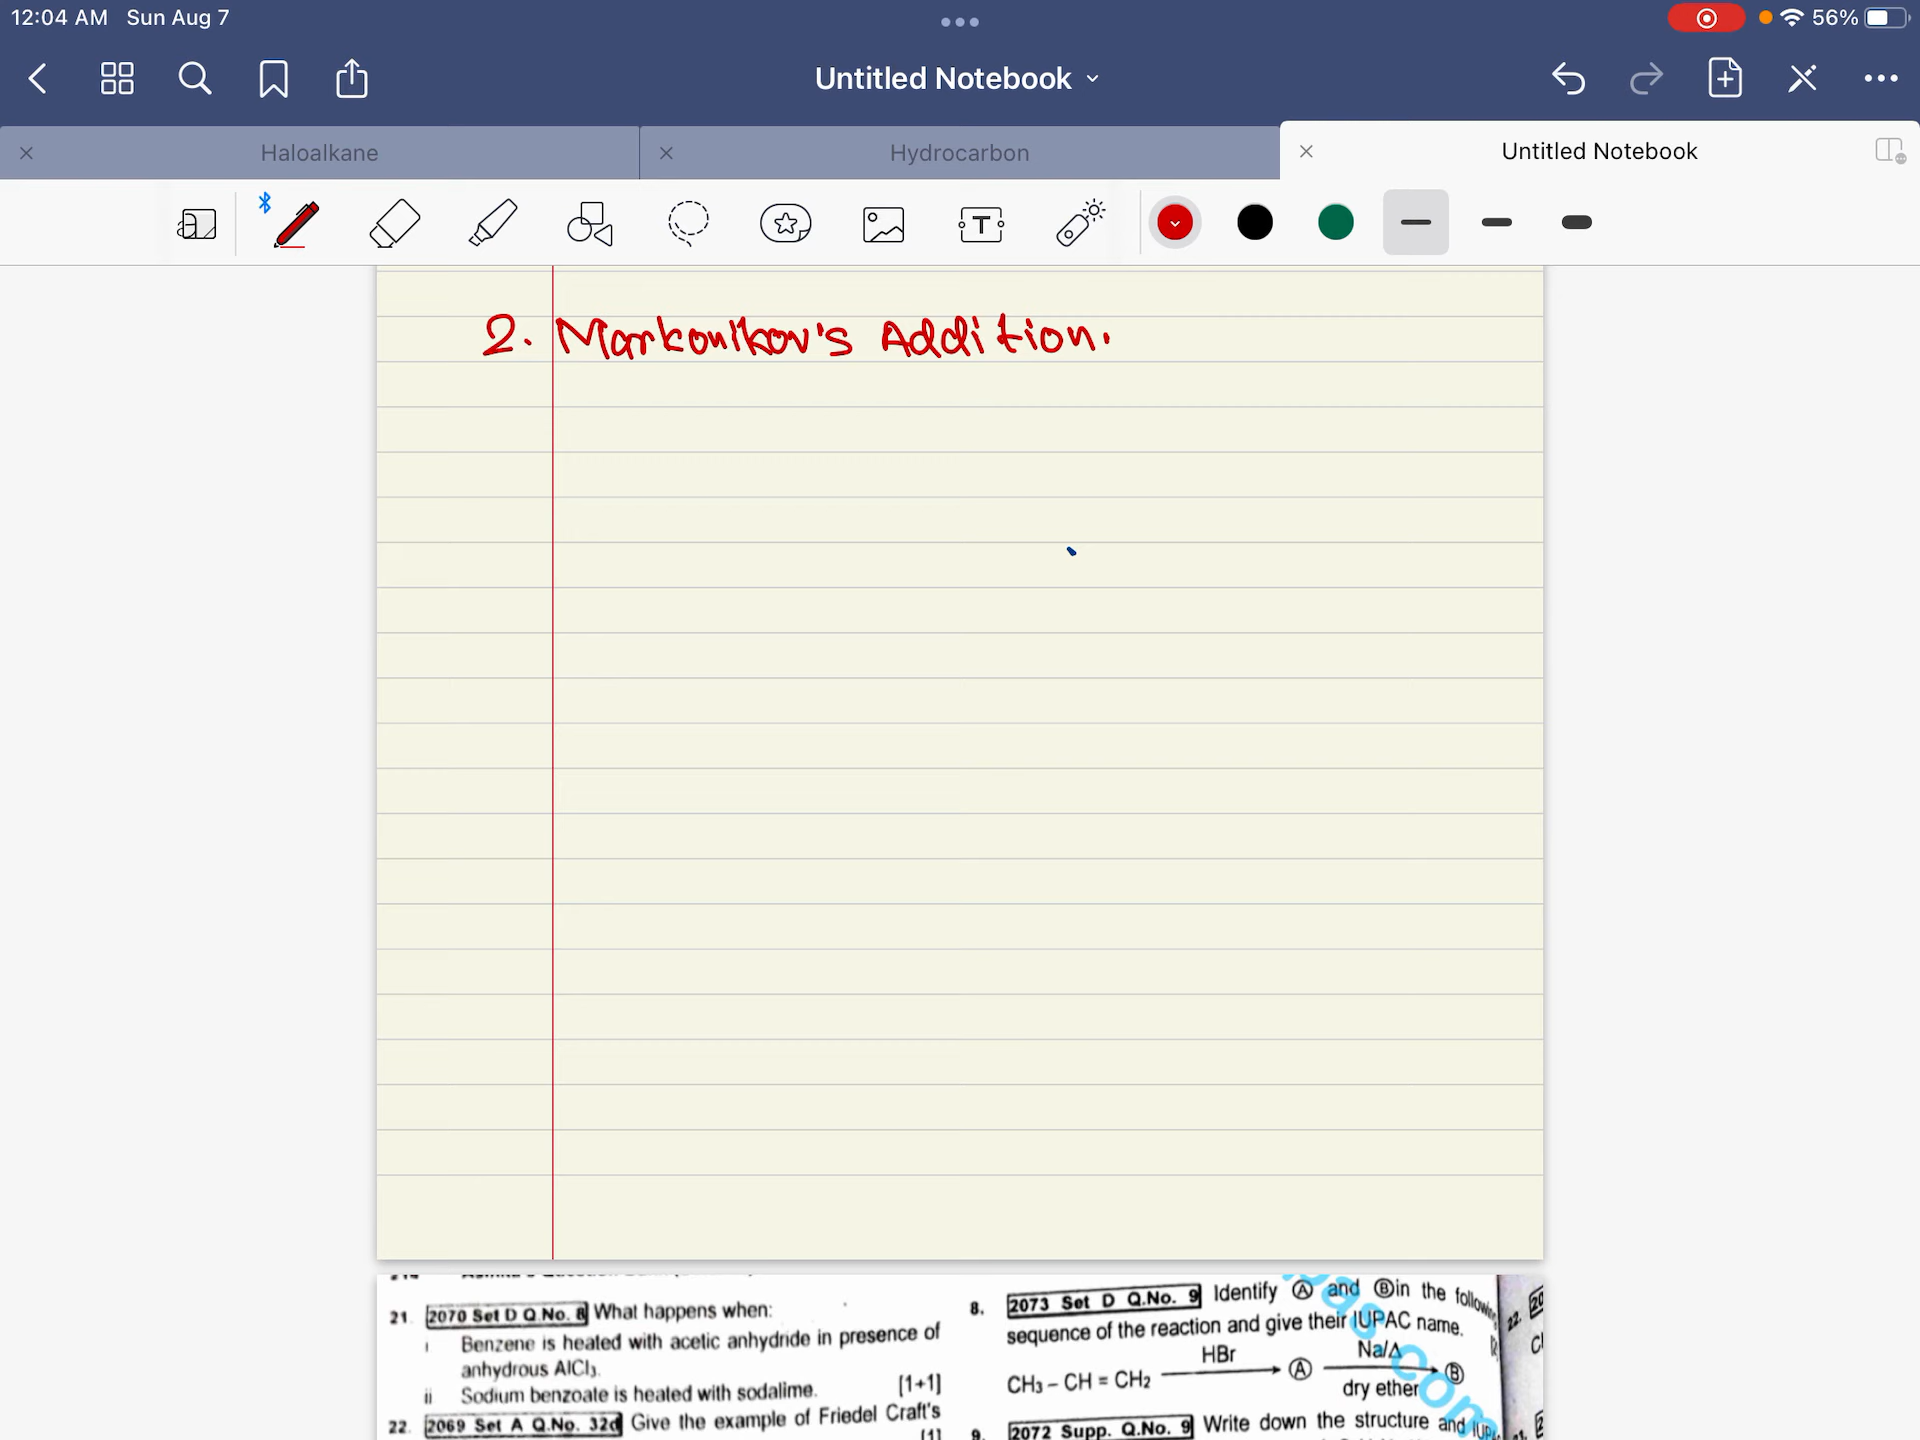 12:04 AM Sun Aug 7
56%
Untitled Notebook
Haloalkane
Hydrocarbon
Untitled Notebook
T
2. Markonikov's Addition.
21. 2070 Set D Q.No. 8 What happens when:
i Benzene is heated with acetic anhydride in presence of
anhydrous AlCl₃.
ii Sodium benzoate is heated with sodalime. [1+1]
22. 2069 Set A Q.No. 32d Give the example of Friedel Craft's
[1]
8. 2073 Set D Q.No. 9 Identify Ⓐ and Ⓑ in the following
sequence of the reaction and give their IUPAC name.
CH₃ – CH = CH₂ HBr Ⓐ Na/Δ dry ether Ⓑ
9. 2072 Supp. Q.No. 9 Write down the structure and
22.